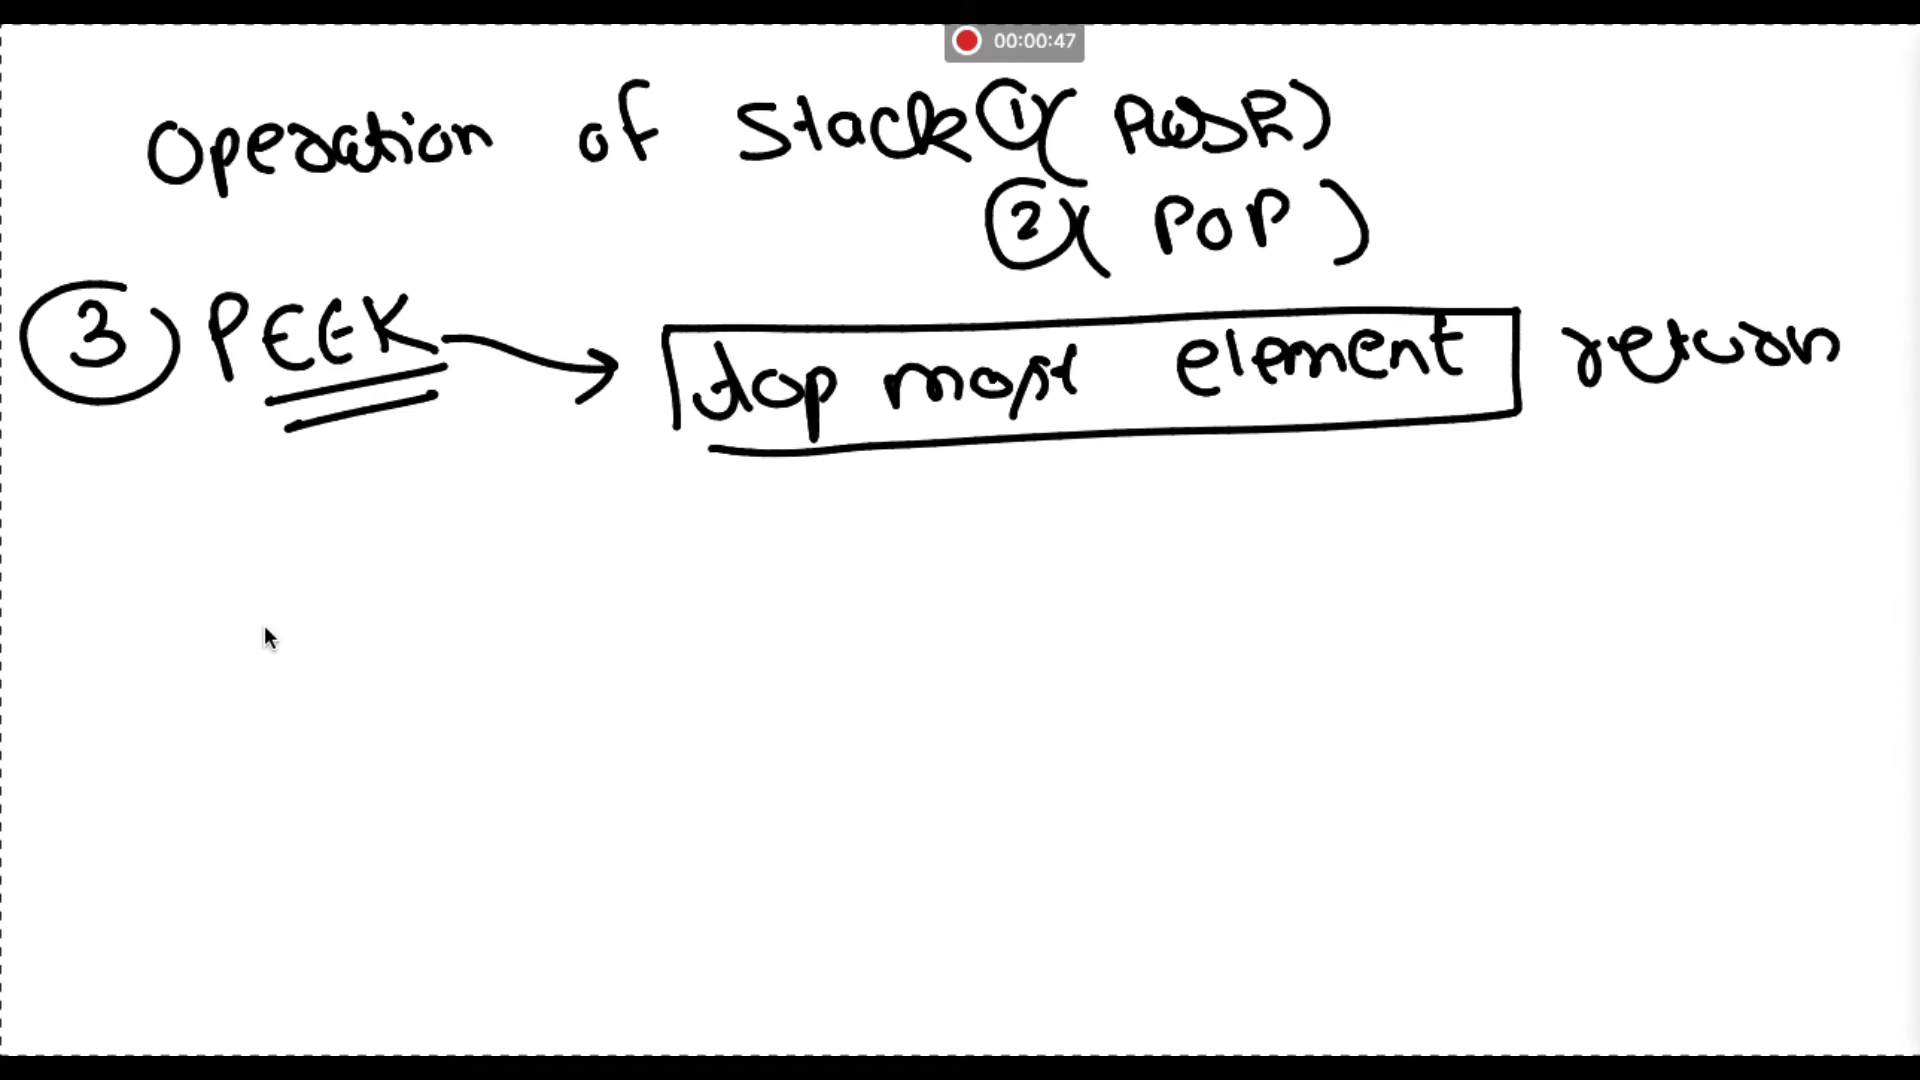 00:00:47
Operation of Stack ① (PUSH)
② (POP)
③ PEEK → top most element return